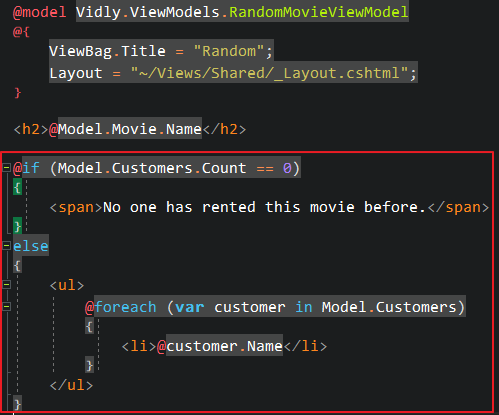 @model Vidly.ViewModels.RandomMovieViewModel
@{
ViewBag.Title = "Random";
Layout = "~/Views/Shared/_Layout.cshtml";
}
<h2>@Model.Movie.Name</h2>
@if (Model.Customers.Count == 0)
{
<span>No one has rented this movie before.</span>
}
else
{
<ul>
@foreach (var customer in Model.Customers)
{
<li>@customer.Name</li>
}
</ul>
}